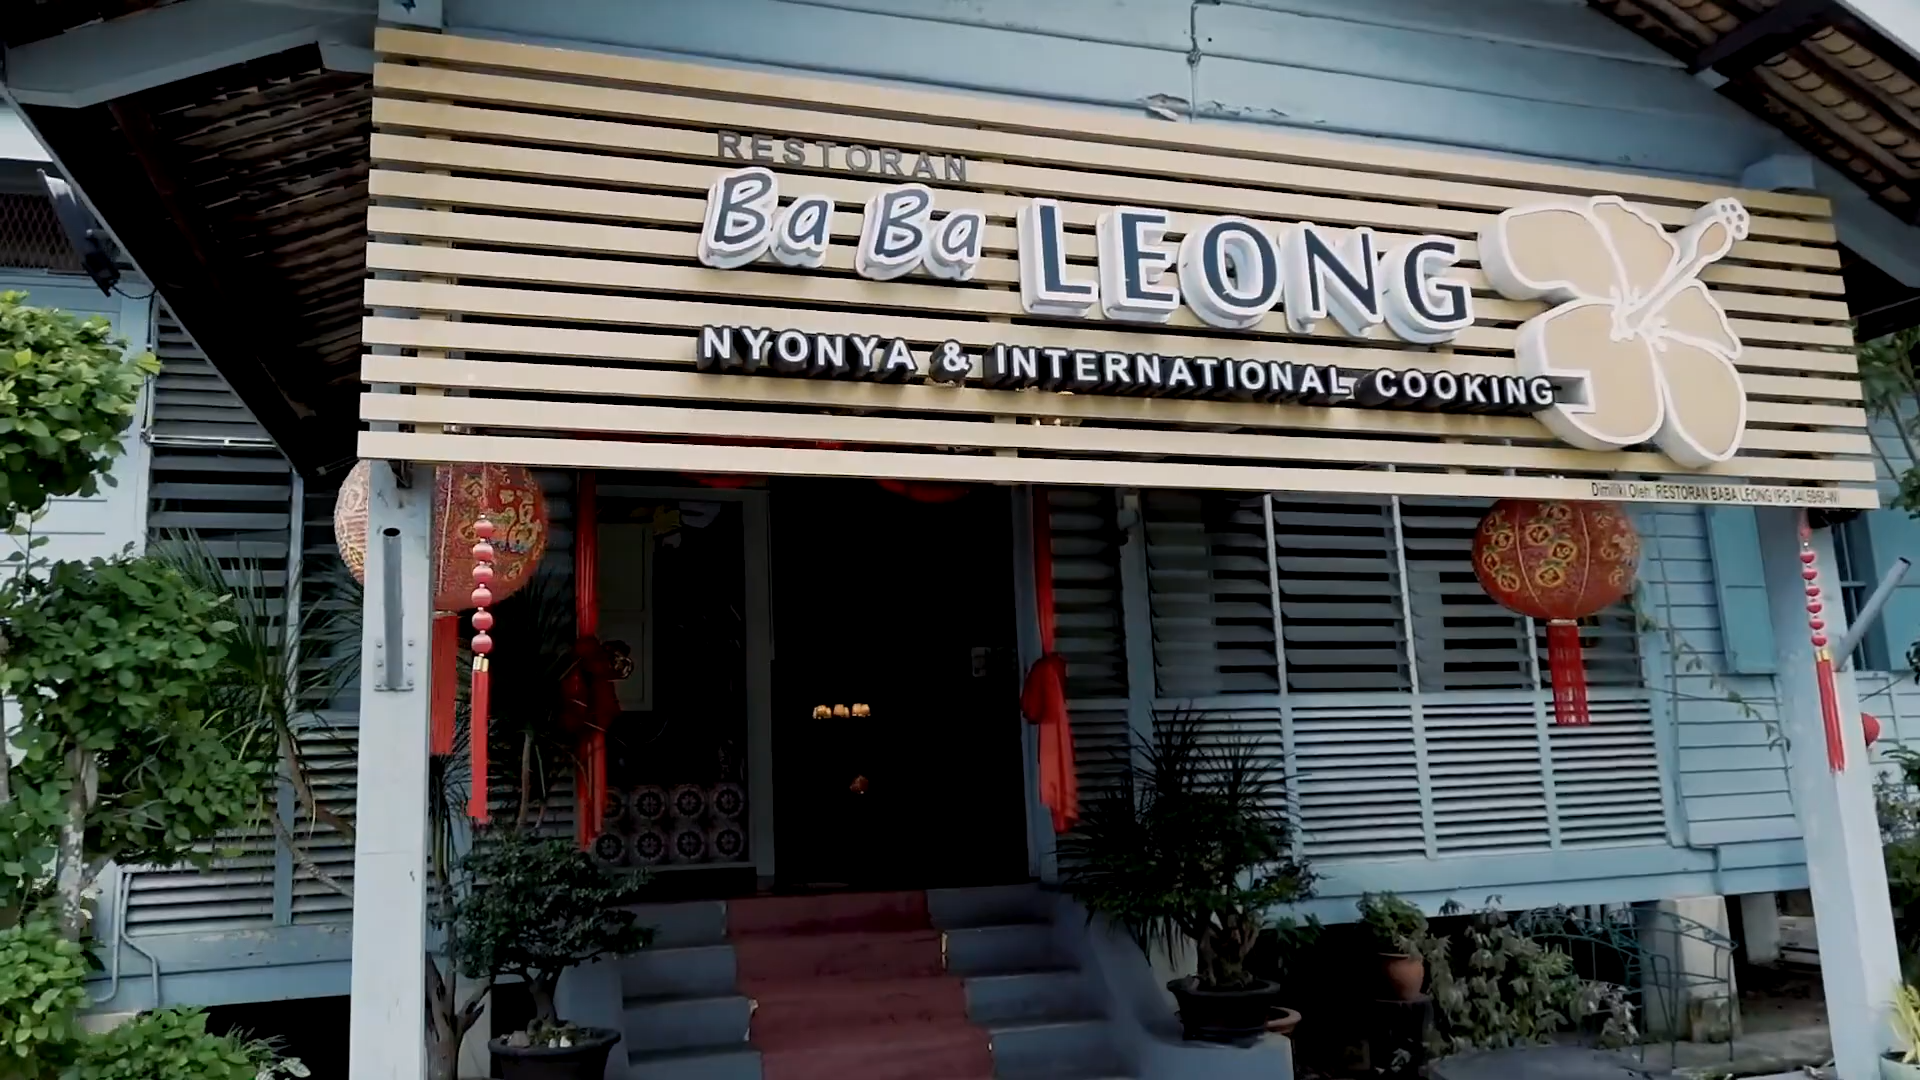 RESTORAN
Ba Ba LEONG
NYONYA & INTERNATIONAL COOKING
Dimiliki Oleh: RESTORAN BABA LEONG